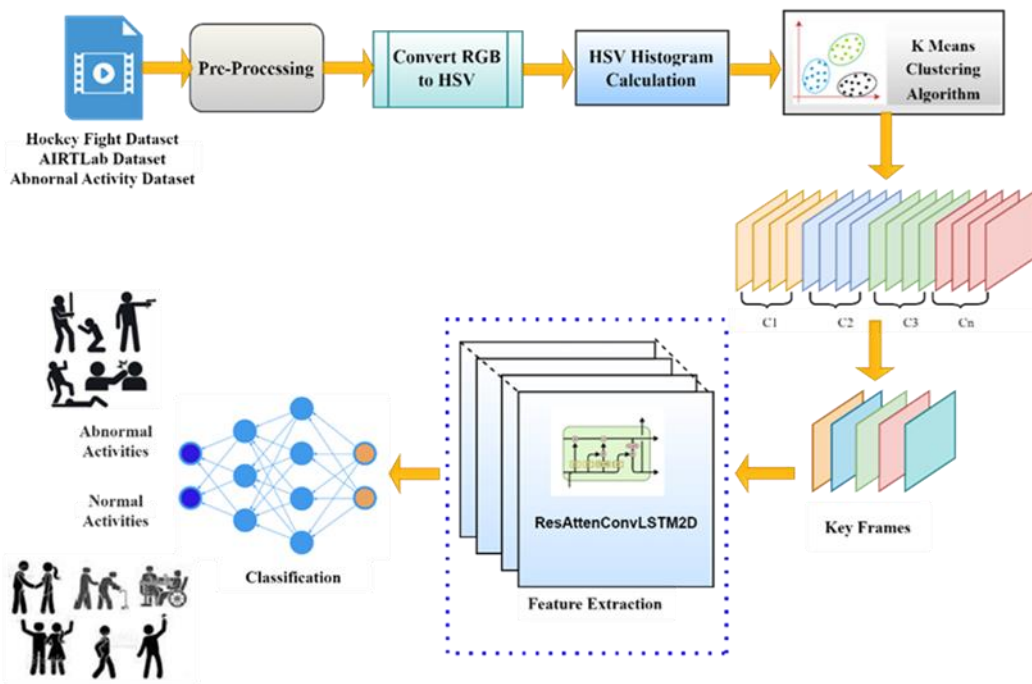 Pre-Processing
Convert RGB
to HSV
HSV Histogram
Calculation
K Means
Clustering
Algorithm
Hockey Fight Dataset
AIRTLab Dataset
Abnornal Activity Dataset
C1
C2
C3
Cn
Abnormal
Activities
Normal
Activities
Classification
ResAttenConvLSTM2D
Feature Extraction
Key Frames